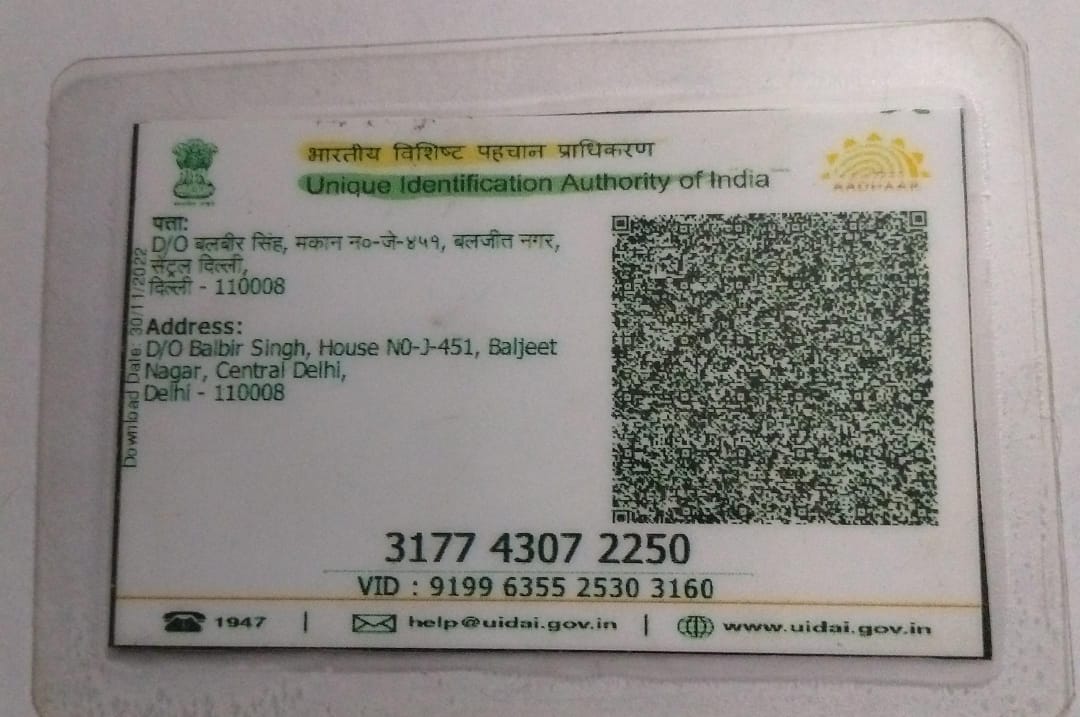 भारतीय विशिष्ट पहचान प्राधिकरण
Unique Identification Authority of India
AADHAAR
पता:
D/O बलबीर सिंह, मकान न०-जे-४५१, बलजीत नगर,
सेंट्रल दिल्ली,
दिल्ली - 110008
Address:
D/O Balbir Singh, House N0-J-451, Baljeet
Nagar, Central Delhi,
Delhi - 110008
Download Date: 30/11/2022
3177 4307 2250
VID : 9199 6355 2530 3160
1947 | help@uidai.gov.in | www.uidai.gov.in